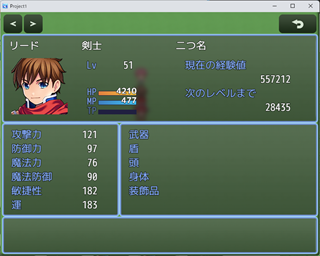 Project1
< >
リード 剣士 二つ名
Lv 51 現在の経験値
557212
HP 4210
MP 477 次のレベルまで
28435
攻撃力 121 武器
防御力 97 盾
魔法力 76 頭
魔法防御 90 身体
敏捷性 182 装飾品
運 183